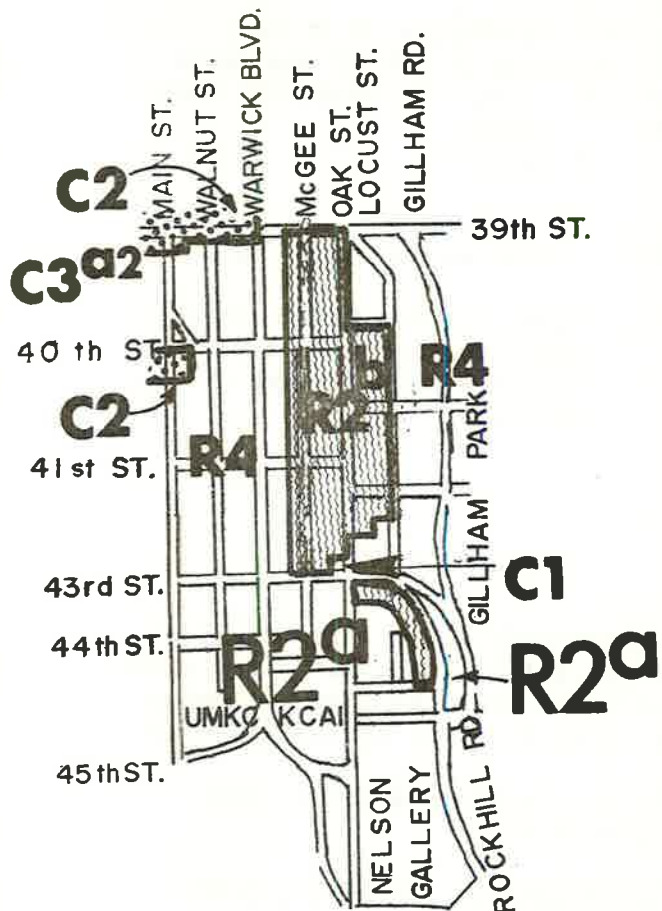 MAIN ST.
WALNUT ST.
WARWICK BLVD.
McGEE ST.
OAK ST.
LOCUST ST.
GILLHAM RD.
C2
39th ST.
C3a2
40 th ST.
b
R4
C2
R2
R4
41st ST.
GILLHAM PARK
C1
43rd ST.
44th ST.
R2a
R2a
UMKC
KCAI
45th ST.
NELSON
GALLERY
ROCKHILL RD.